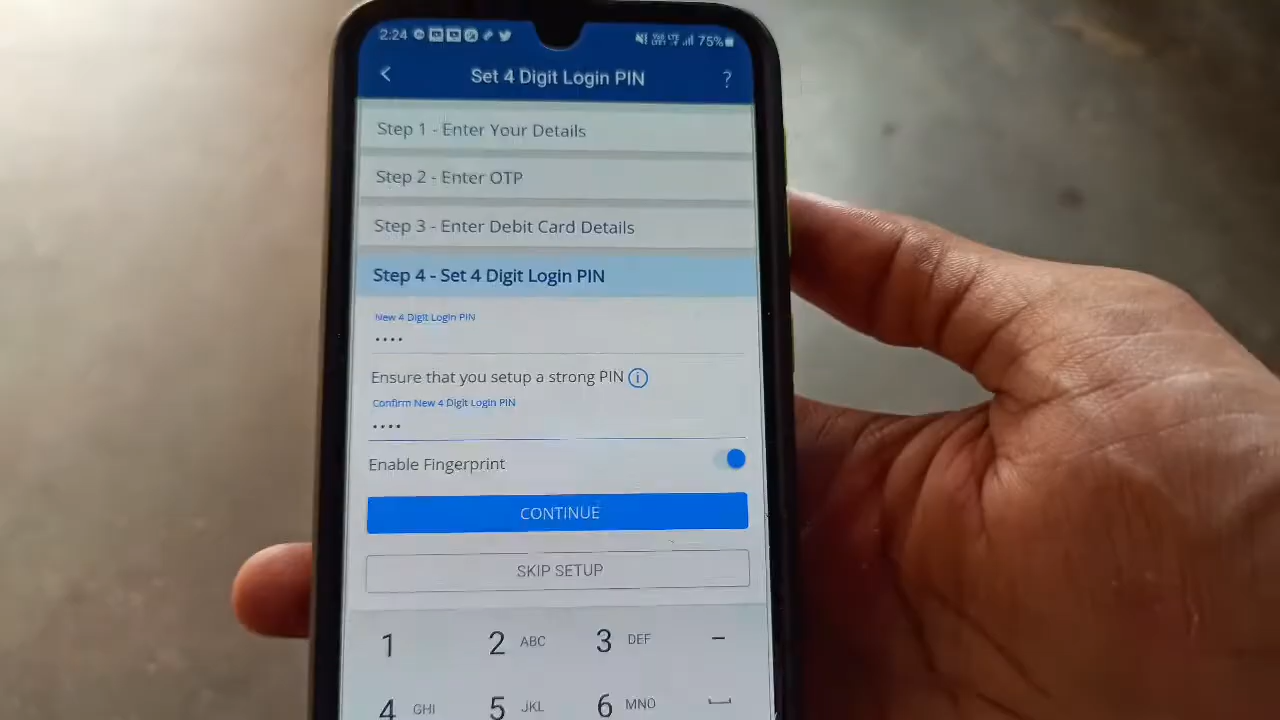 2:24 75%
Set 4 Digit Login PIN ?
Step 1 - Enter Your Details
Step 2 - Enter OTP
Step 3 - Enter Debit Card Details
Step 4 - Set 4 Digit Login PIN
New 4 Digit Login PIN
••••
Ensure that you setup a strong PIN i
Confirm New 4 Digit Login PIN
••••
Enable Fingerprint
CONTINUE
SKIP SETUP
1 2 ABC 3 DEF –
4 GHI 5 JKL 6 MNO